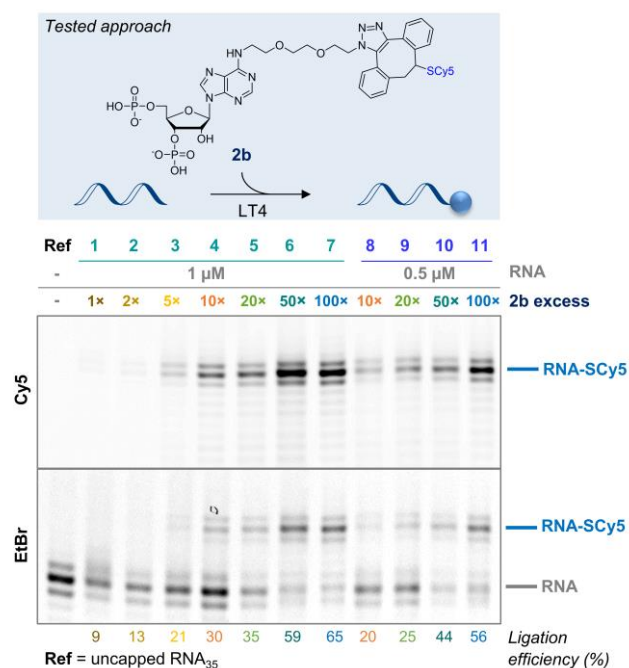 Tested approach
N=N
N
HN
O
O
N
SCy5
N
N
N
N
O
HO-P-O
O-
O
O
OH
-O-P=O
OH
2b
LT4
Ref 1 2 3 4 5 6 7 8 9 10 11
- 1 µM 0.5 µM RNA
- 1× 2× 5× 10× 20× 50× 100× 10× 20× 50× 100× 2b excess
Cy5
RNA-SCy5
EtBr
RNA-SCy5
RNA
9 13 21 30 35 59 65 20 25 44 56 Ligation
Ref = uncapped RNA35 efficiency (%)